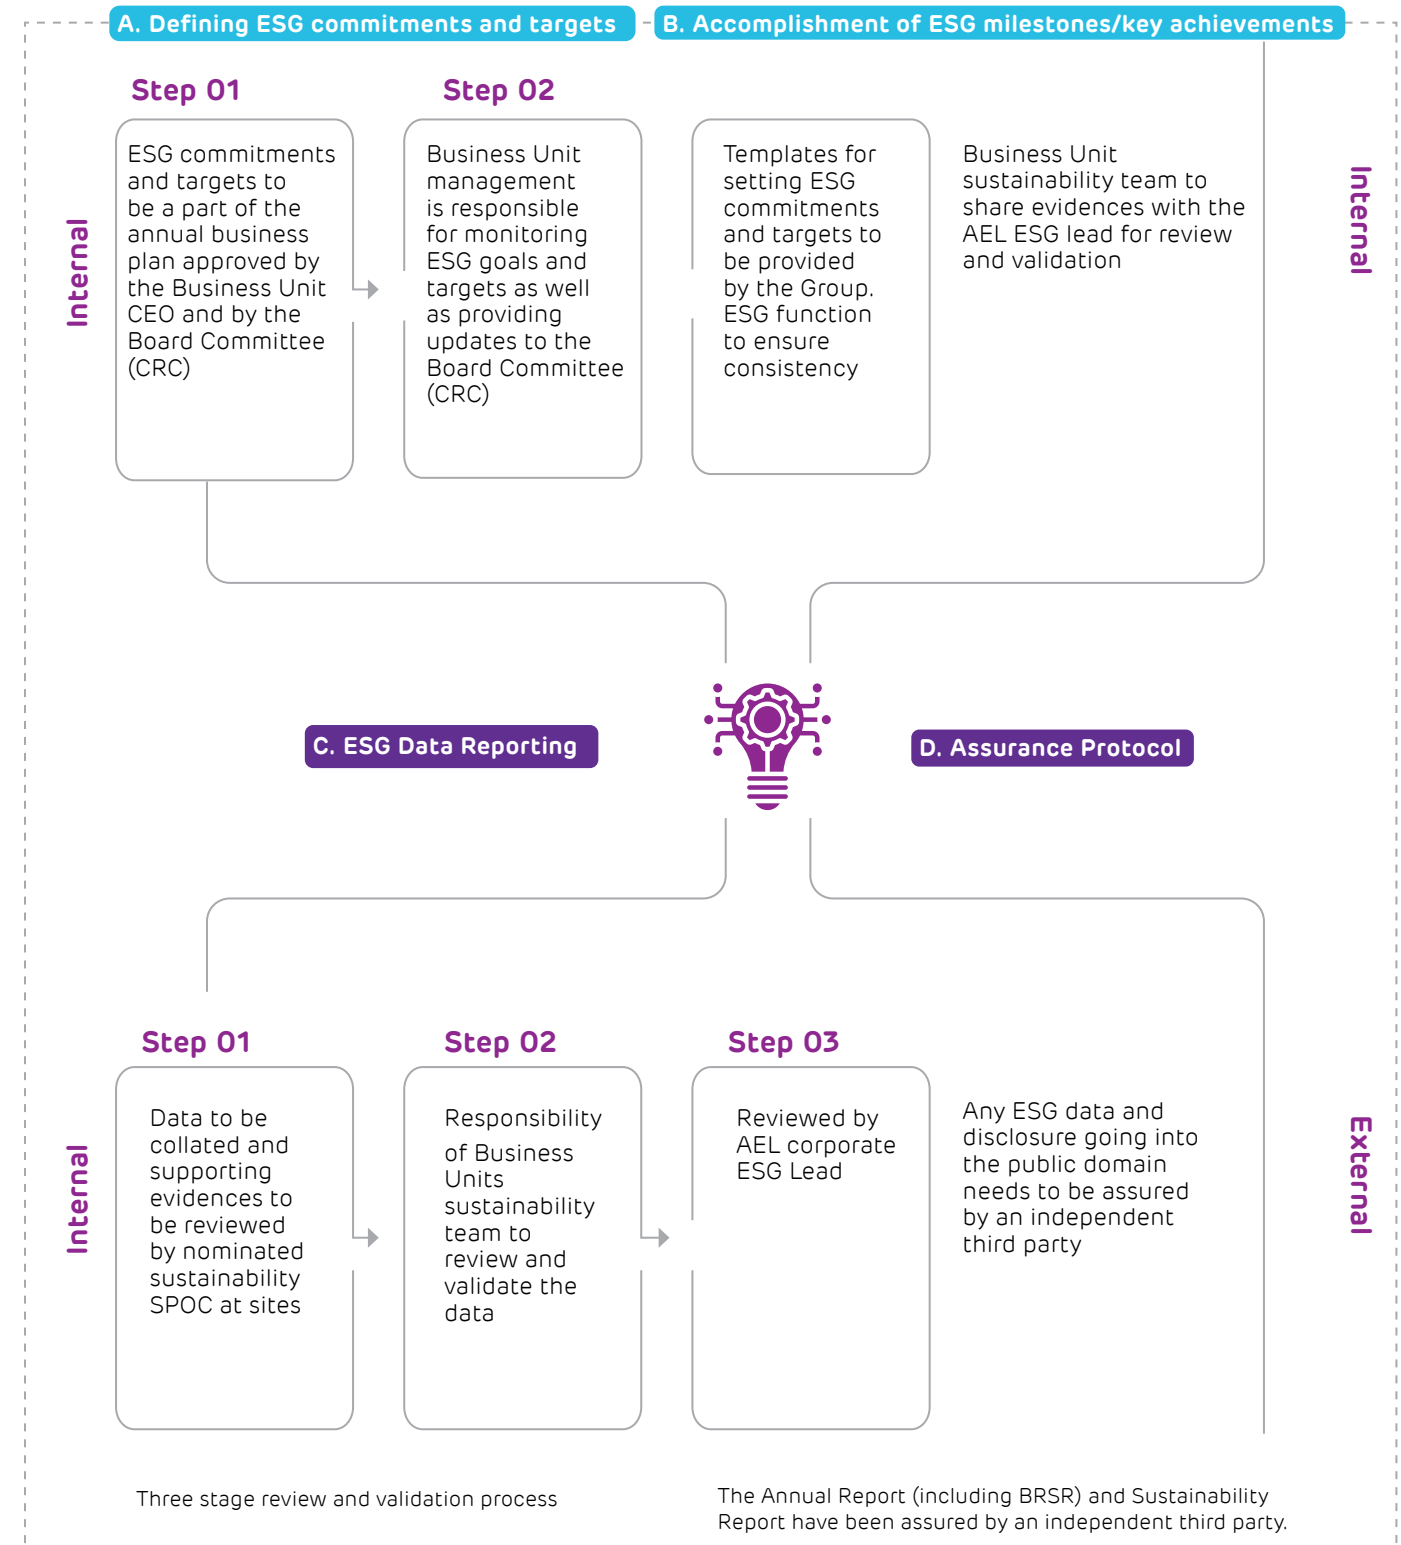 A. Defining ESG commitments and targets
B. Accomplishment of ESG milestones/key achievements
Internal
Step 01
ESG commitments
and targets to
be a part of the
annual business
plan approved by
the Business Unit
CEO and by the
Board Committee
(CRC)
Step 02
Business Unit
management
is responsible
for monitoring
ESG goals and
targets as well
as providing
updates to the
Board Committee
(CRC)
Templates for
setting ESG
commitments
and targets to
be provided
by the Group.
ESG function
to ensure
consistency
Business Unit
sustainability team to
share evidences with the
AEL ESG lead for review
and validation
Internal
C. ESG Data Reporting
D. Assurance Protocol
Internal
Step 01
Data to be
collated and
supporting
evidences to
be reviewed
by nominated
sustainability
SPOC at sites
Step 02
Responsibility
of Business
Units
sustainability
team to
review and
validate the
data
Step 03
Reviewed by
AEL corporate
ESG Lead
Any ESG data and
disclosure going into
the public domain
needs to be assured
by an independent
third party
External
Three stage review and validation process
The Annual Report (including BRSR) and Sustainability
Report have been assured by an independent third party.